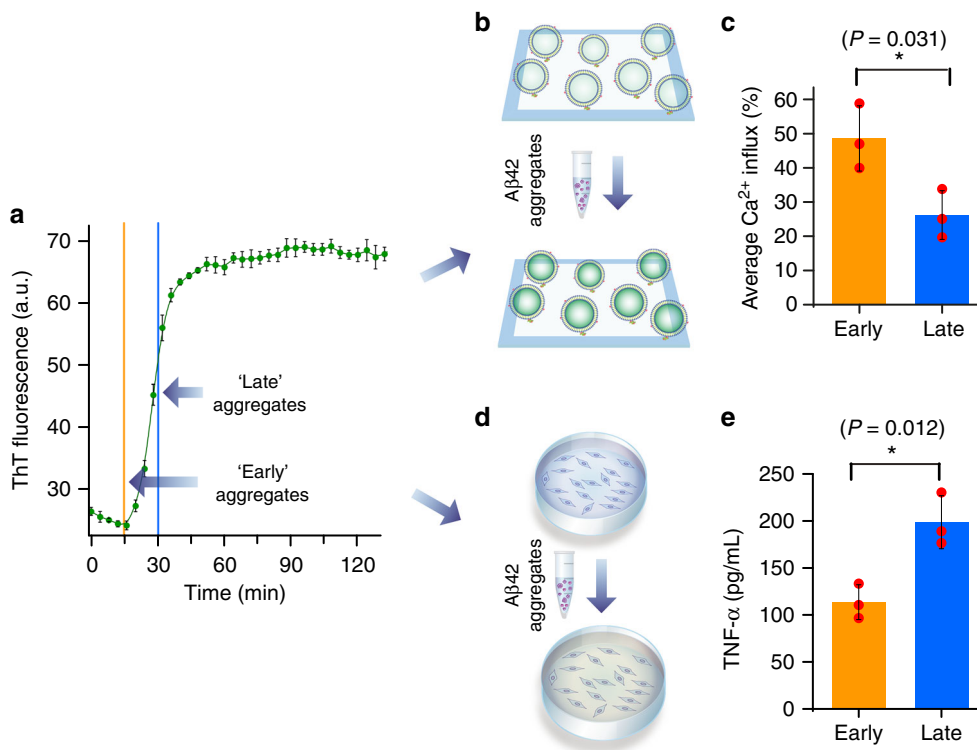 a
ThT fluorescence (a.u.)
70
60
50
40
30
0
30
60
90
120
Time (min)
'Late'
aggregates
'Early'
aggregates
b
Aβ42
aggregates
c
(P = 0.031)
*
Average Ca²⁺ influx (%)
60
50
40
30
20
10
0
Early
Late
d
Aβ42
aggregates
e
(P = 0.012)
*
TNF-α (pg/mL)
250
200
150
100
50
0
Early
Late